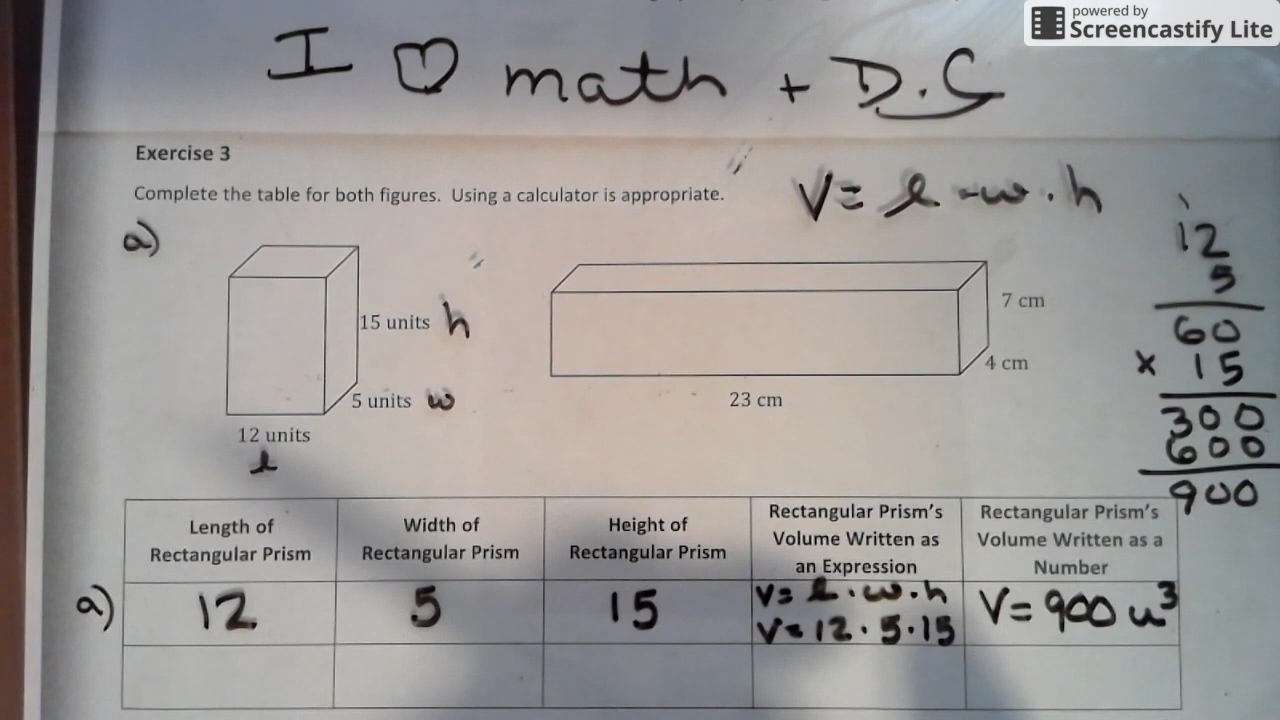 powered by
Screencastify Lite
I ♡ math + D.C
Exercise 3
Complete the table for both figures. Using a calculator is appropriate.
V= l · w · h
a)
15 units h
5 units w
12 units
l
7 cm
4 cm
23 cm
12
5
60
x 15
300
600
900
Length of
Rectangular Prism
Width of
Rectangular Prism
Height of
Rectangular Prism
Rectangular Prism's
Volume Written as
an Expression
Rectangular Prism's
Volume Written as a
Number
a)
12
5
15
V= l · w · h
V= 12 · 5 · 15
V= 900 u³